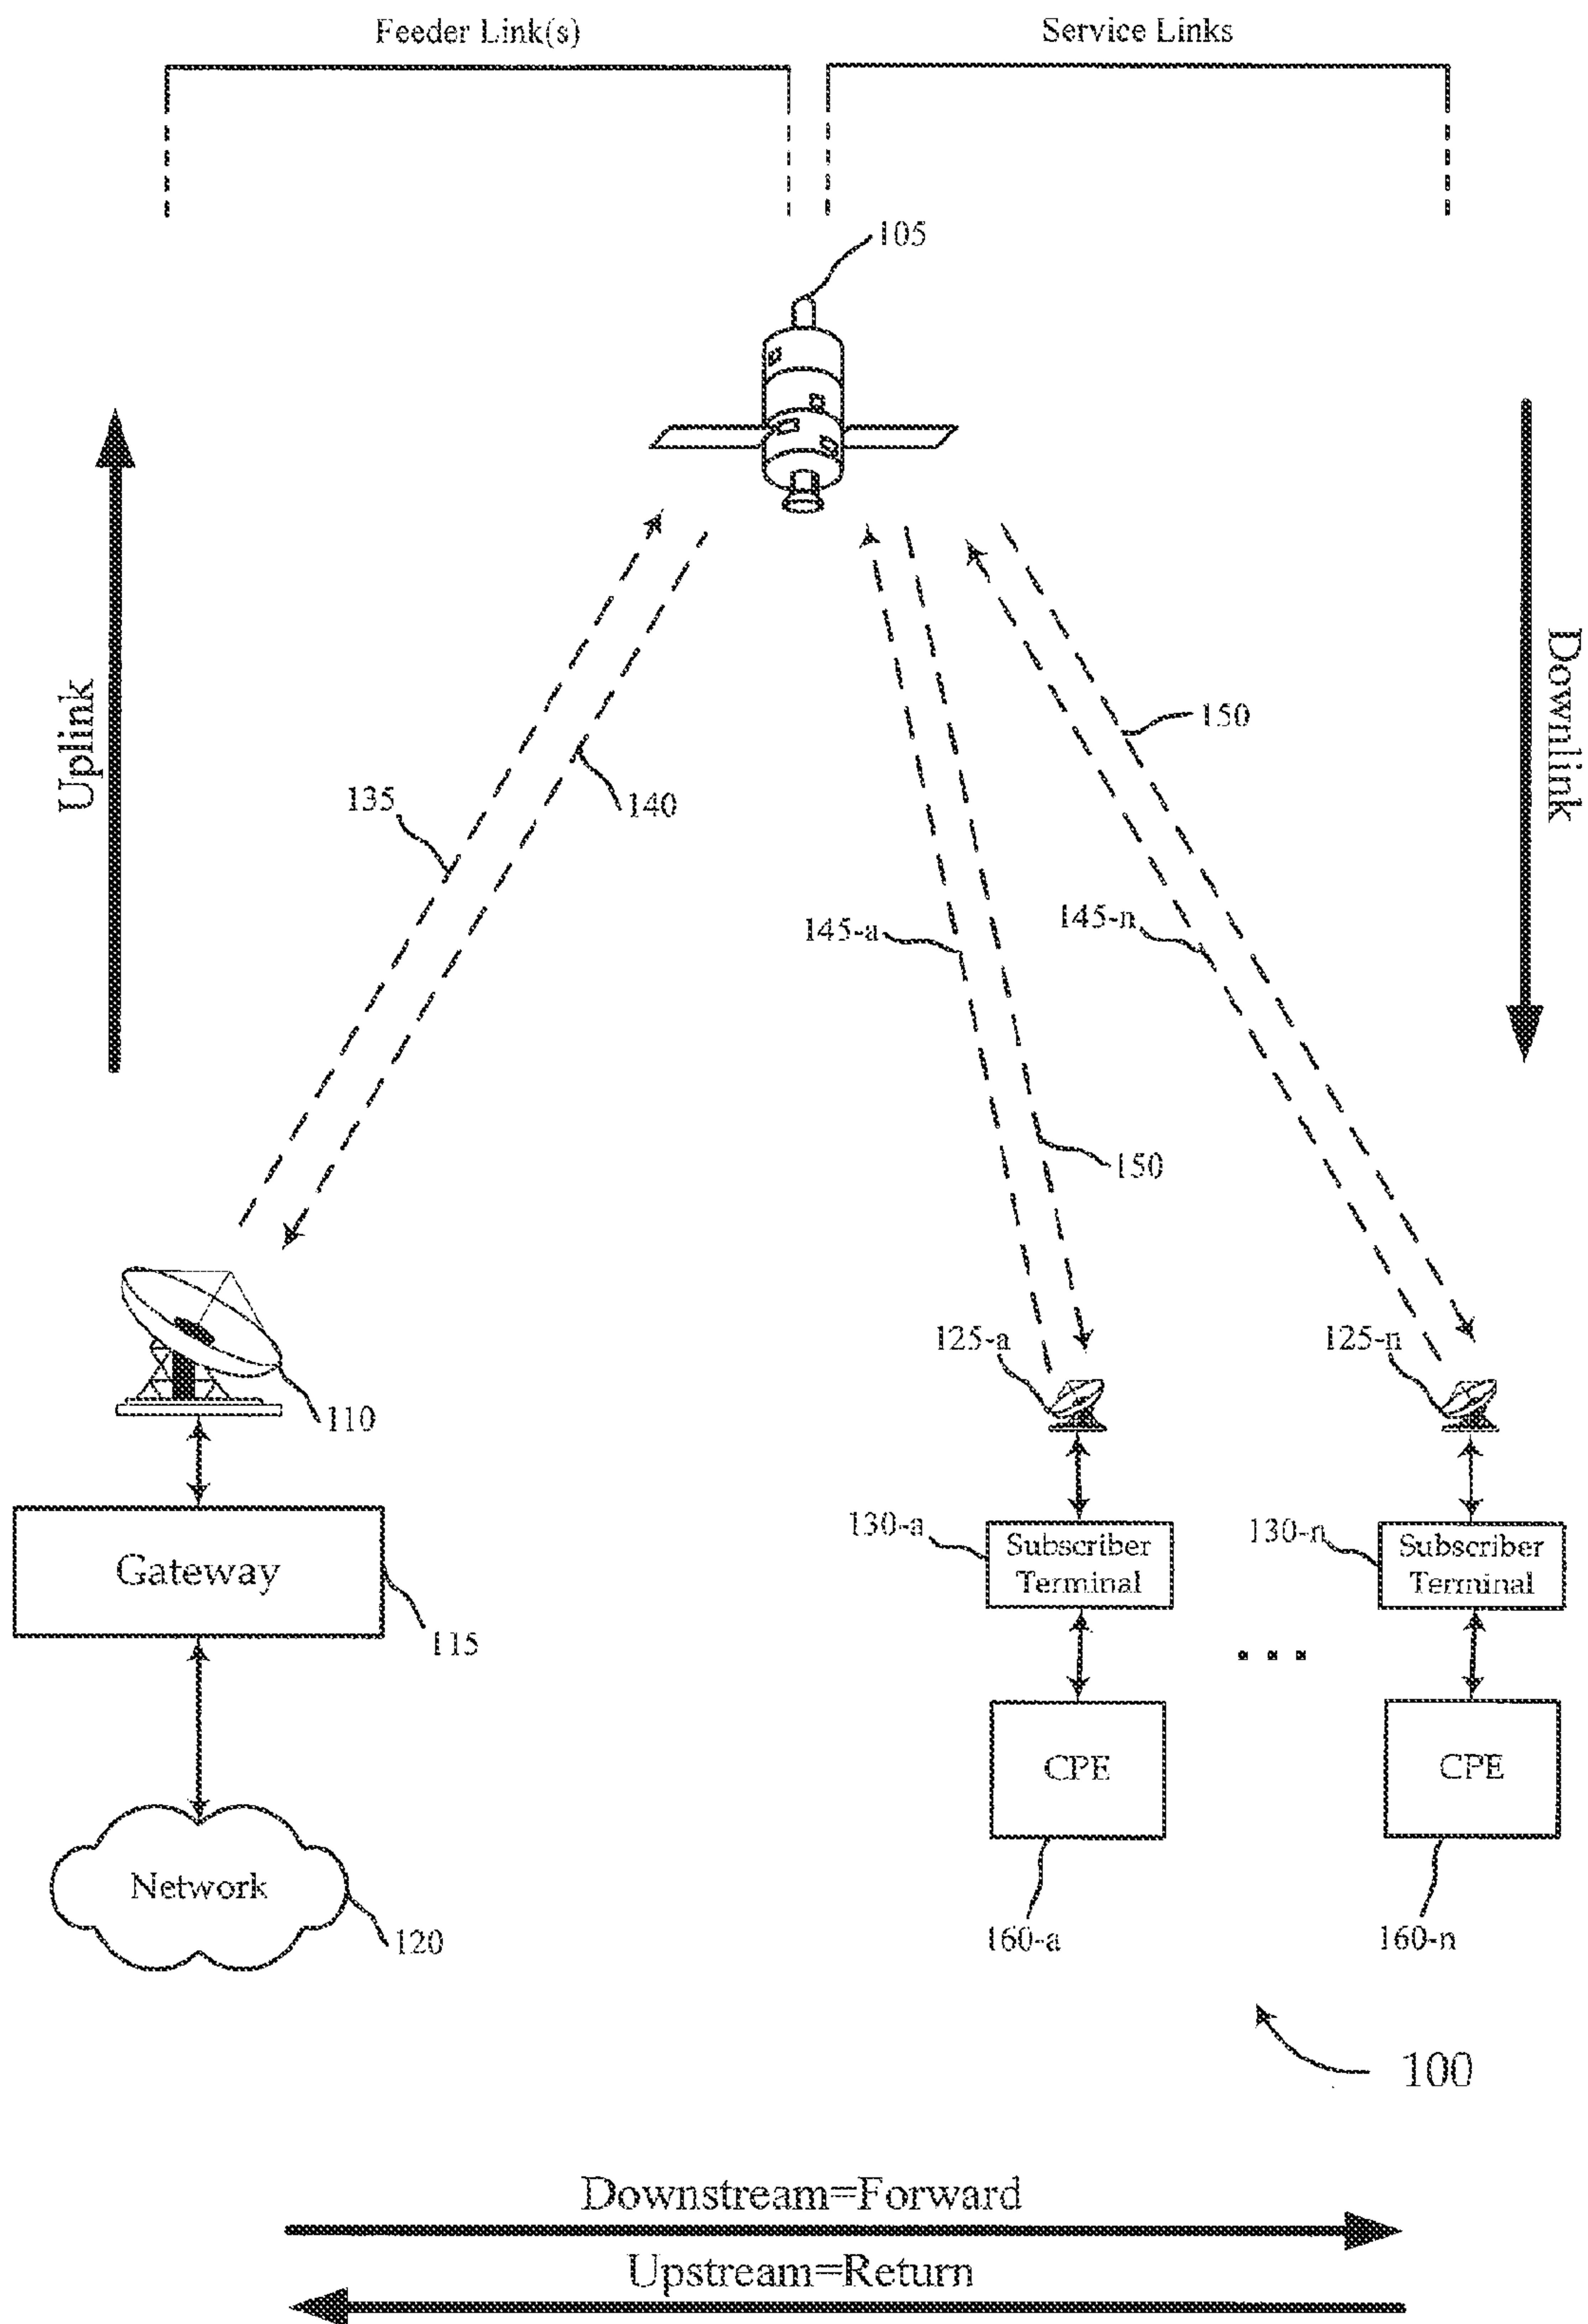 Feeder Link(s)
Service Links
105
Uplink
Downlink
150
135
140
145-a
145-n
150
125-a
125-n
110
130-a
Subscriber
Terminal
130-n
Subscriber
Terminal
Gateway
115
CPE
CPE
Network
120
160-a
160-n
100
Downstream=Forward
Upstream=Return